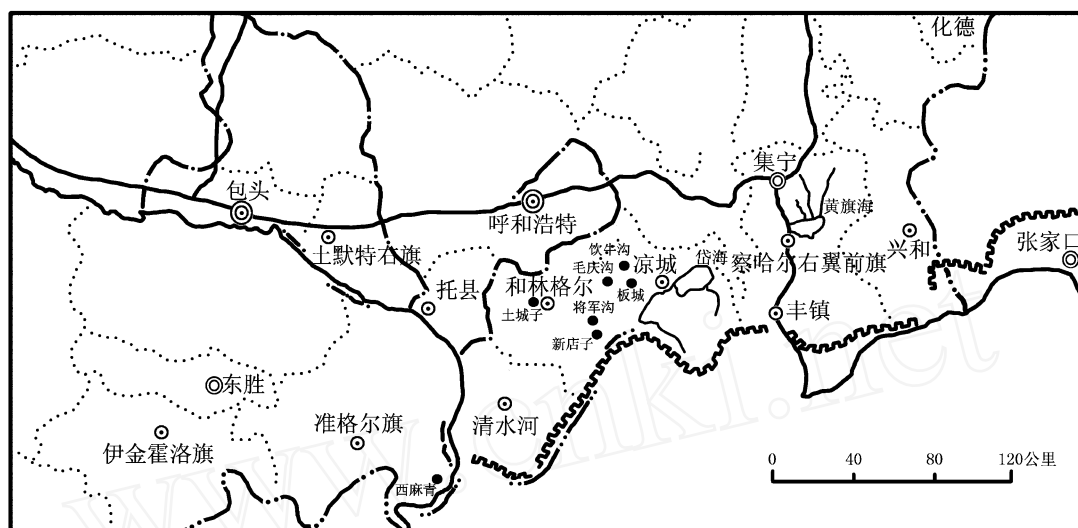 化德
集宁
包头
黄旗海
呼和浩特
兴和
张家口
土默特右旗
饮牛沟
岱海
察哈尔右翼前旗
毛庆沟
凉城
托县
和林格尔
板城
土城子
将军沟
丰镇
新店子
东胜
准格尔旗
清水河
伊金霍洛旗
西麻青
0 40 80 120公里
www.cnki.net